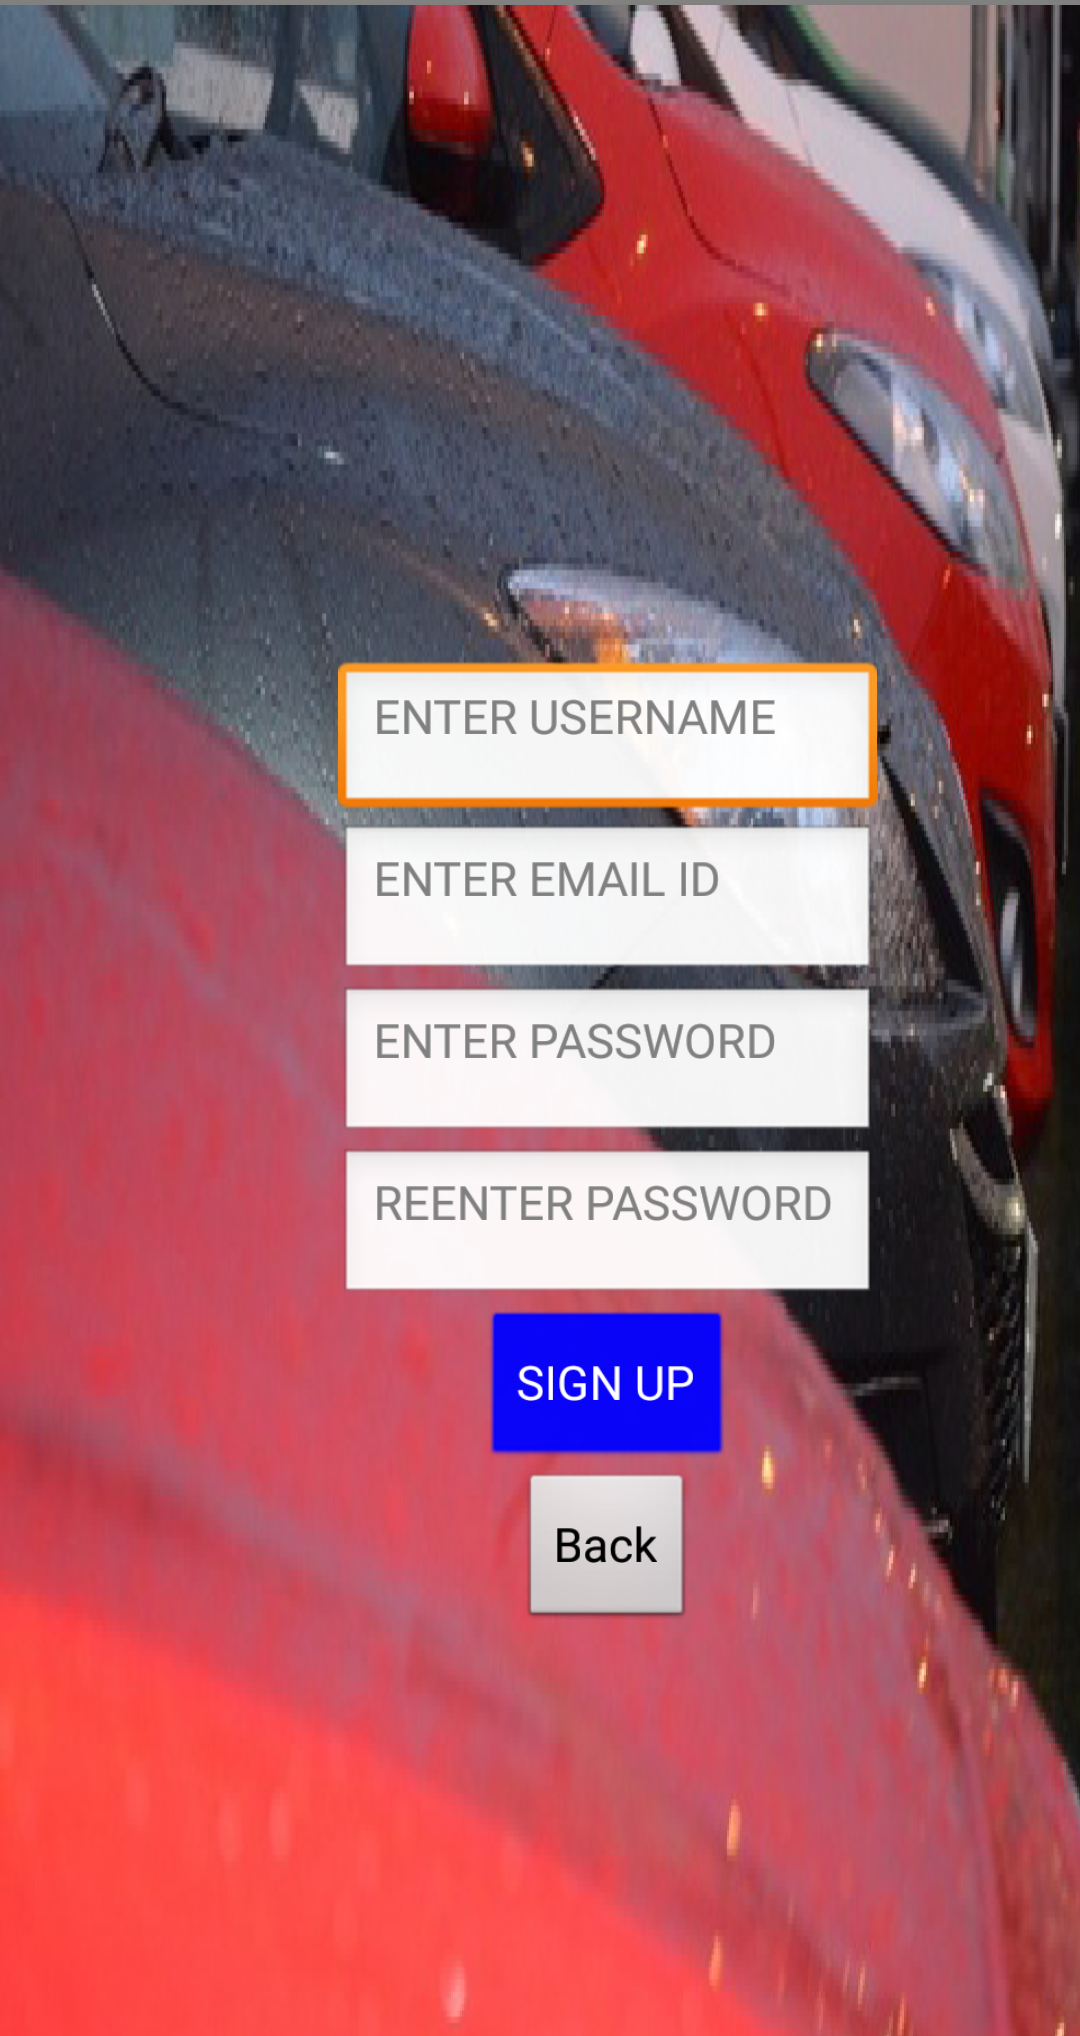 ENTER USERNAME
ENTER EMAIL ID
ENTER PASSWORD
REENTER PASSWORD
SIGN UP
Back